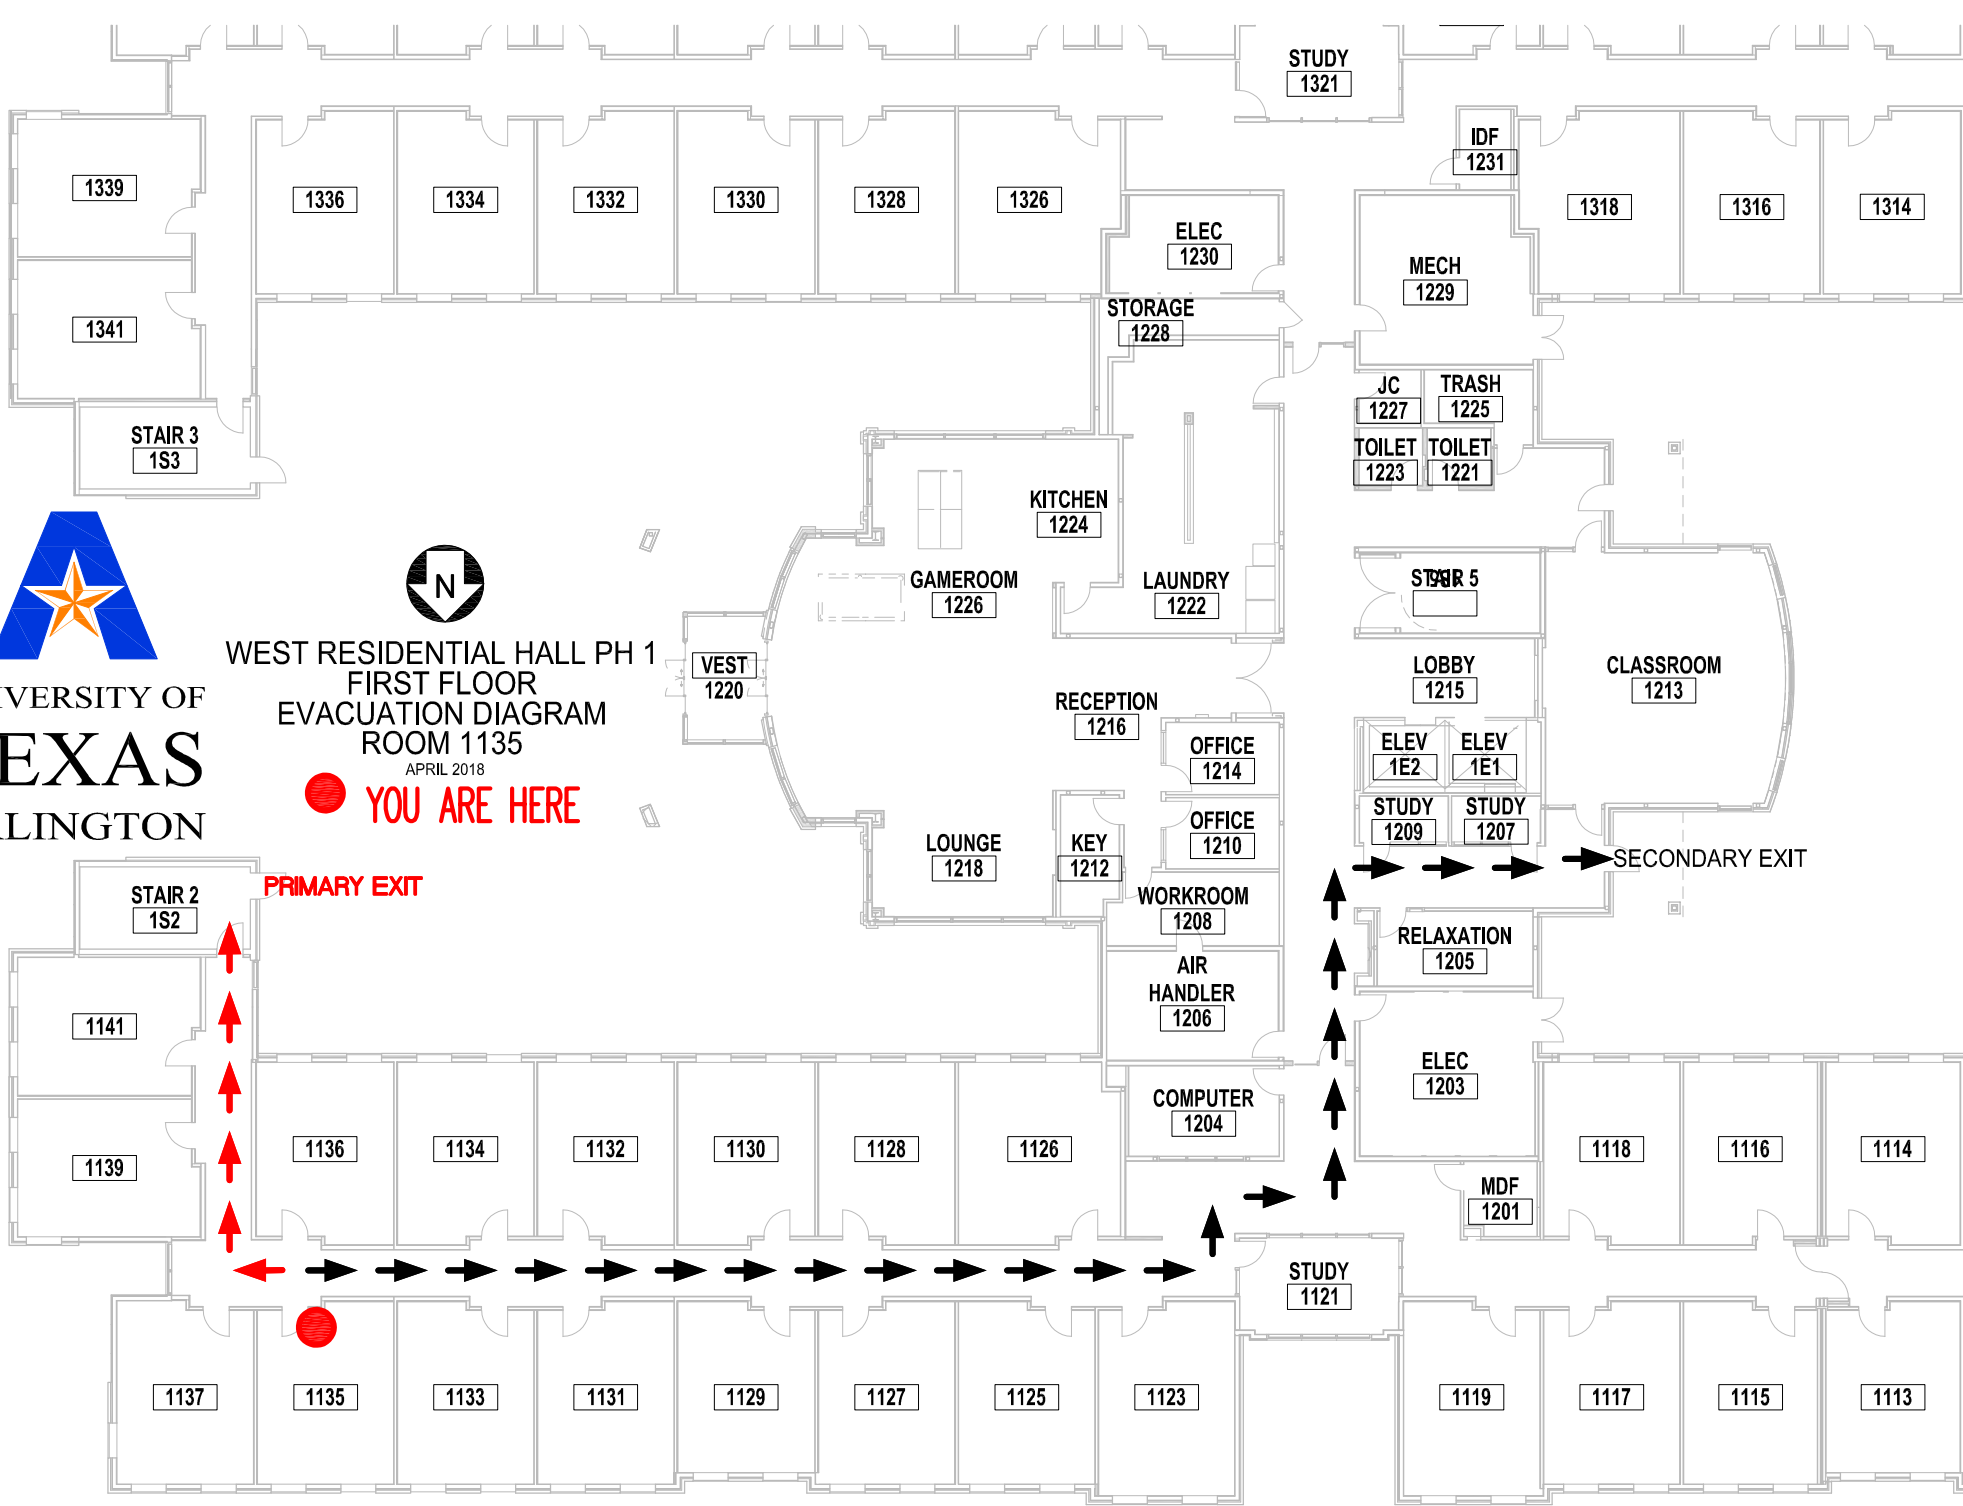 STUDY
1321
IDF
1231
1339
1336
1334
1332
1330
1328
1326
1318
1316
1314
ELEC
1230
MECH
1229
STORAGE
1228
1341
JC
1227
TRASH
1225
STAIR 3
1S3
TOILET
1223
TOILET
1221
KITCHEN
1224
GAMEROOM
1226
LAUNDRY
1222
STAIR 5
N
WEST RESIDENTIAL HALL PH 1
FIRST FLOOR
EVACUATION DIAGRAM
ROOM 1135
APRIL 2018
YOU ARE HERE
IVERSITY OF
EXAS
LINGTON
VEST
1220
LOBBY
1215
CLASSROOM
1213
RECEPTION
1216
OFFICE
1214
ELEV
1E2
ELEV
1E1
OFFICE
1210
STUDY
1209
STUDY
1207
LOUNGE
1218
KEY
1212
SECONDARY EXIT
PRIMARY EXIT
STAIR 2
1S2
WORKROOM
1208
RELAXATION
1205
AIR
HANDLER
1206
1141
ELEC
1203
COMPUTER
1204
1139
1136
1134
1132
1130
1128
1126
1118
1116
1114
MDF
1201
STUDY
1121
1137
1135
1133
1131
1129
1127
1125
1123
1119
1117
1115
1113